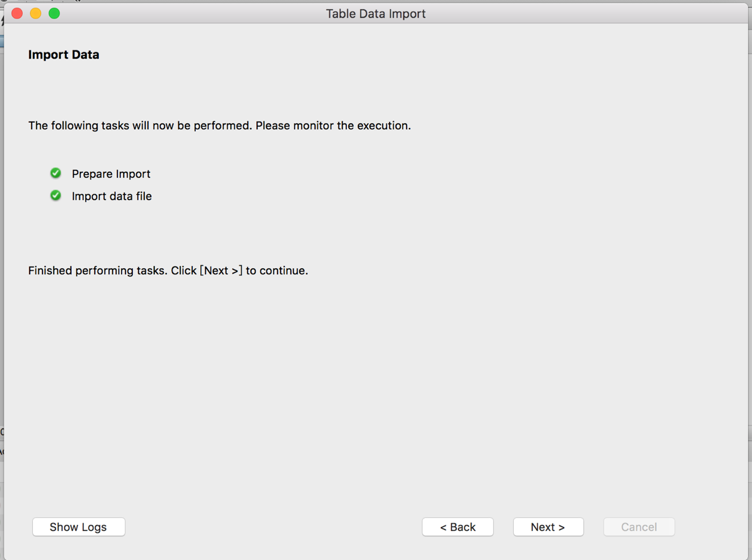 Table Data Import
Import Data
The following tasks will now be performed. Please monitor the execution.
Prepare Import
Import data file
Finished performing tasks. Click [Next >] to continue.
Show Logs
< Back
Next >
Cancel